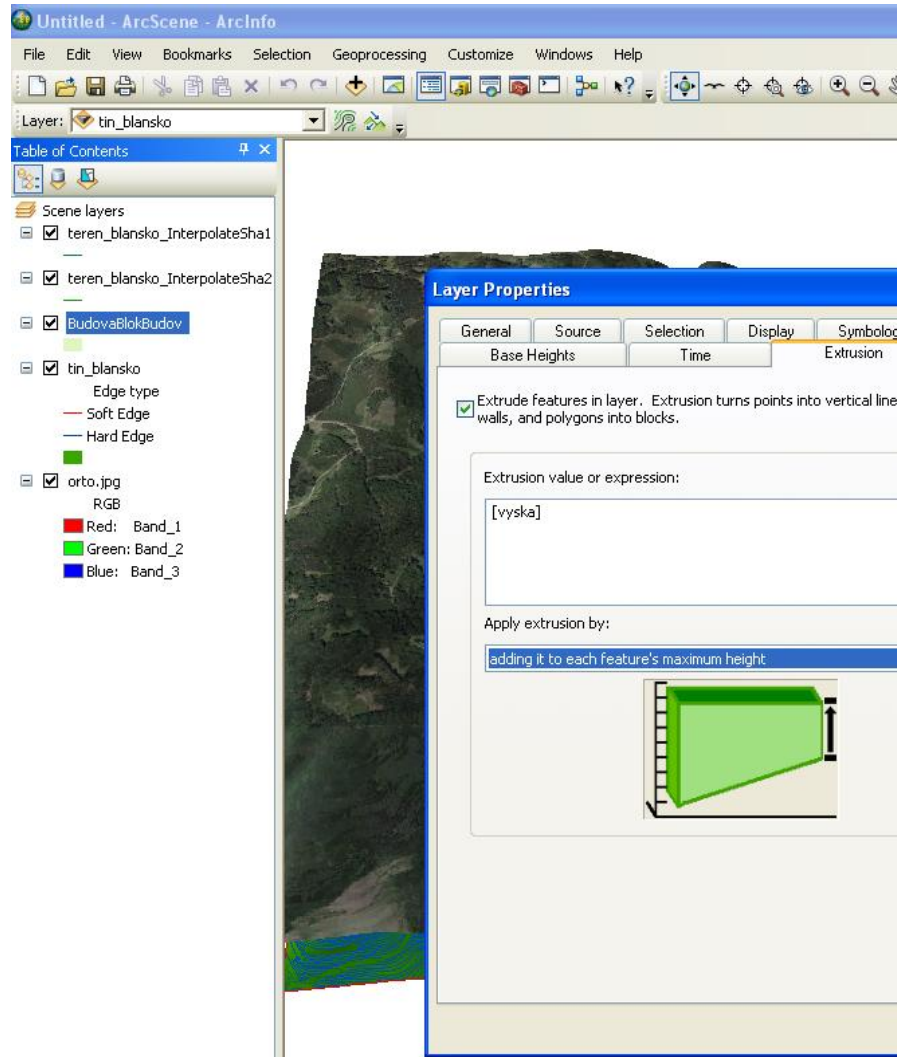 Untitled - ArcScene - ArcInfo
File Edit View Bookmarks Selection Geoprocessing Customize Windows Help
Layer: tin_blansko
Table of Contents
Scene layers
teren_blansko_InterpolateSha1
teren_blansko_InterpolateSha2
BudovaBlokBudov
tin_blansko
Edge type
Soft Edge
Hard Edge
orto.jpg
RGB
Red: Band_1
Green: Band_2
Blue: Band_3
Layer Properties
General Source Selection Display Symbolog
Base Heights Time Extrusion
Extrude features in layer. Extrusion turns points into vertical line
walls, and polygons into blocks.
Extrusion value or expression:
[vyska]
Apply extrusion by:
adding it to each feature's maximum height